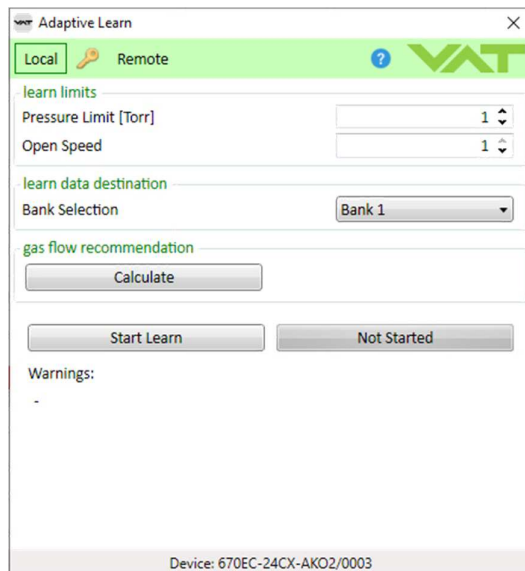 VAT Adaptive Learn
Local Remote ? VAT
learn limits
Pressure Limit [Torr] 1
Open Speed 1
learn data destination
Bank Selection Bank 1
gas flow recommendation
Calculate
Start Learn Not Started
Warnings:
-
Device: 670EC-24CX-AKO2/0003